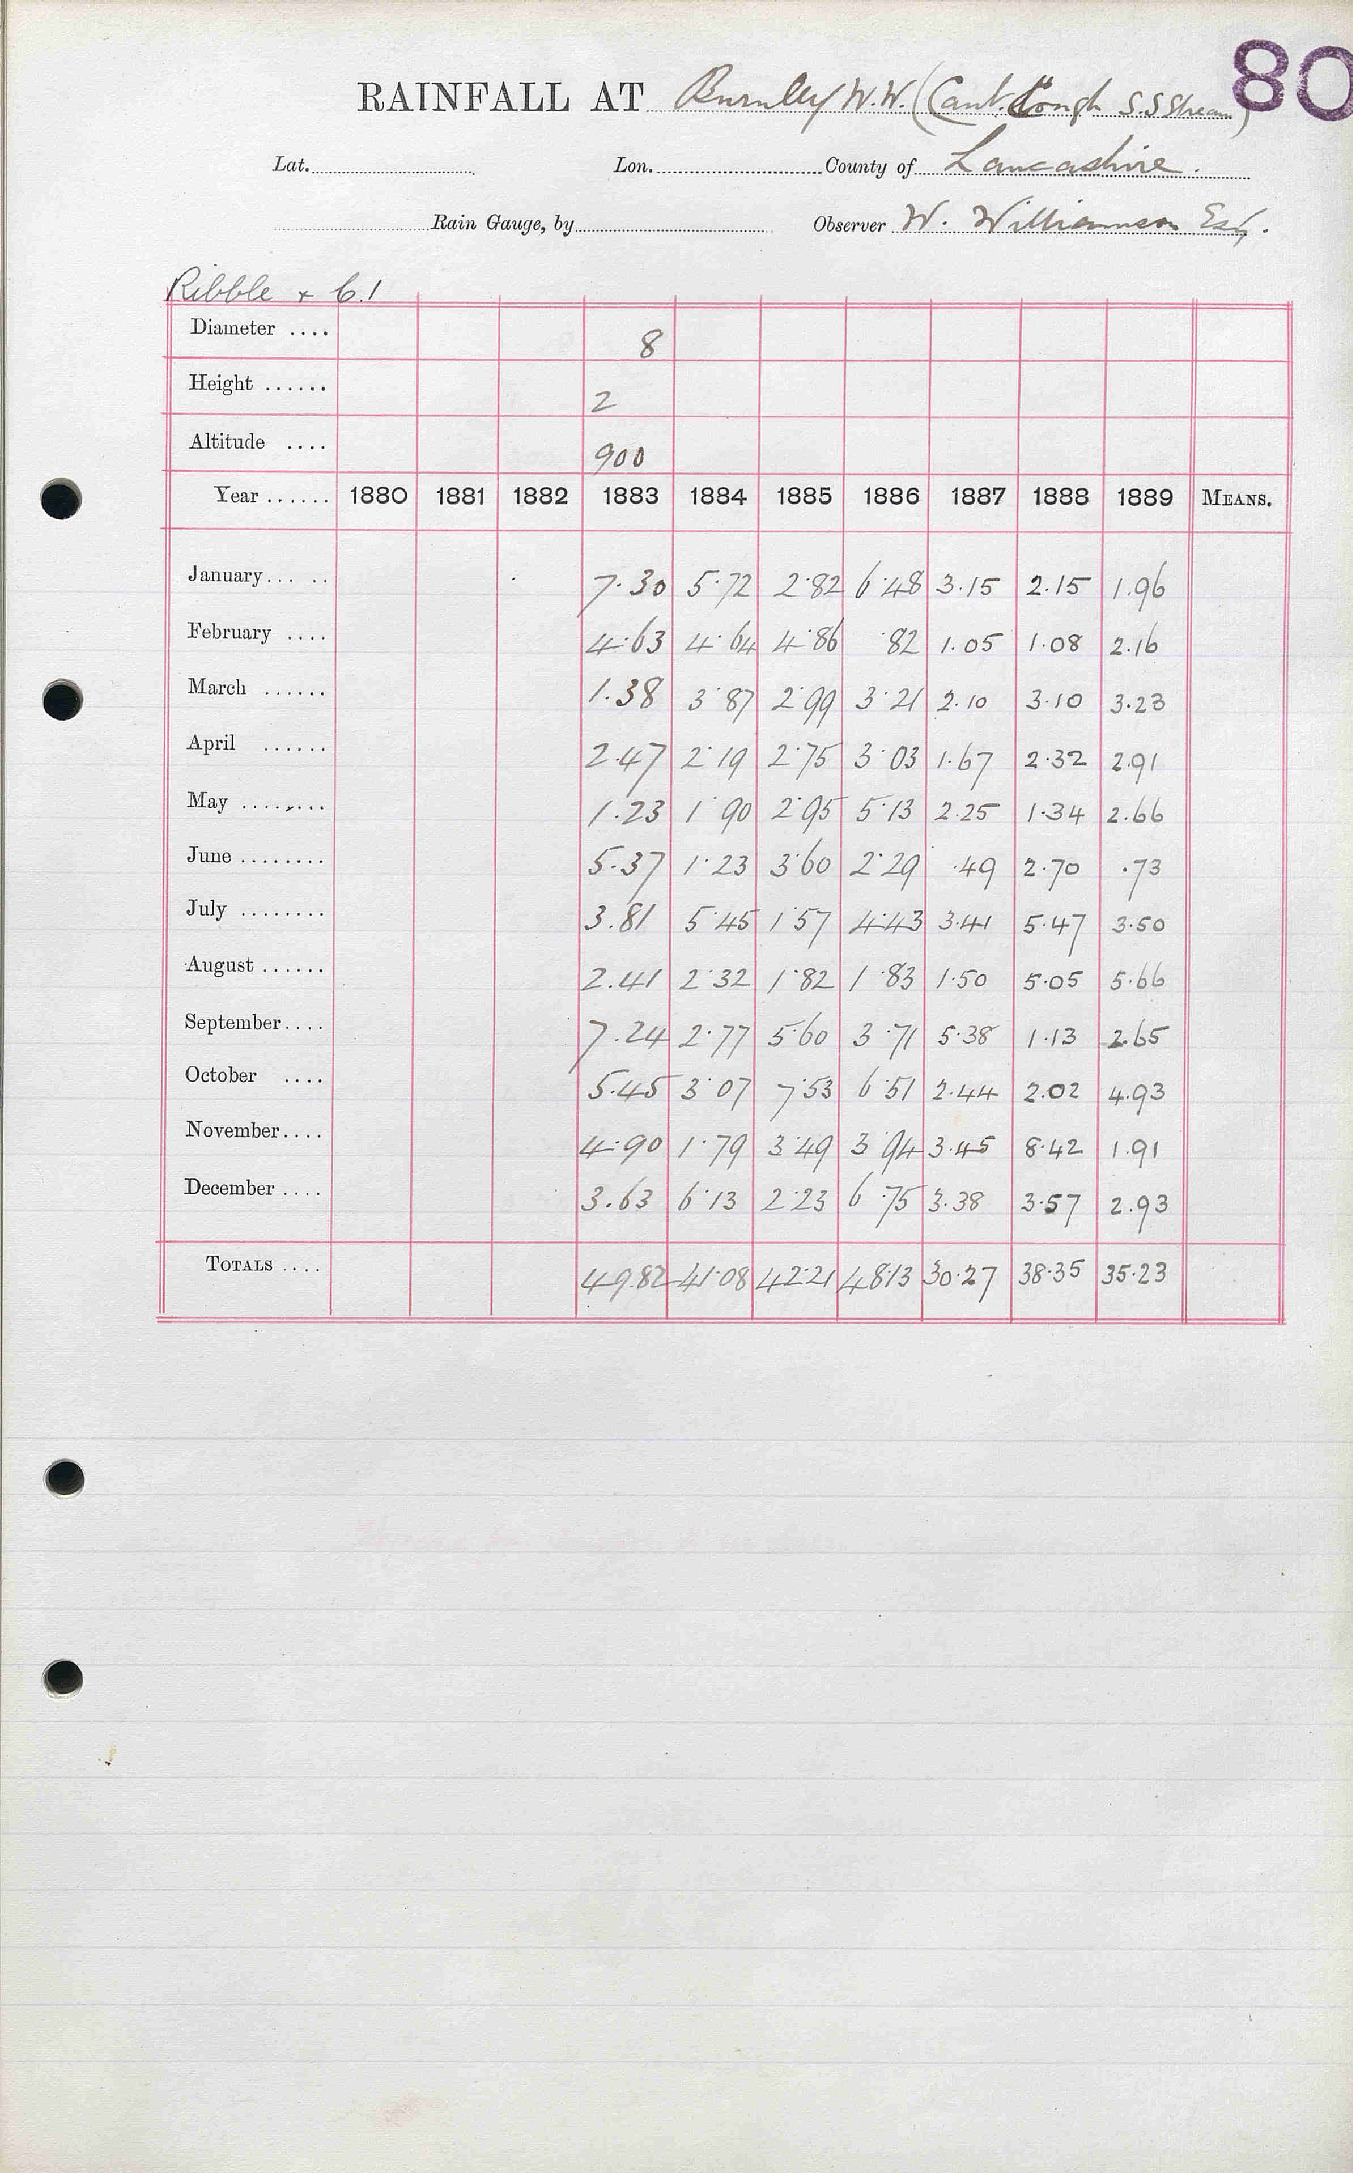 80
RAINFALL AT Burnley W.W. (Cant Clough S.S Stream)
Lat. Lon. County of Lancashire.
Rain Gauge, by Observer W. Williamson Esq.
Ribble + 6.1
Diameter .... 8
Height ...... 2
Altitude .... 900
Year ...... 1880 1881 1882 1883 1884 1885 1886 1887 1888 1889 MEANS.
January... .. 7.30 5.72 2.82 6.48 3.15 2.15 1.96
February .... 4.63 4.64 4.86 .82 1.05 1.08 2.16
March ...... 1.38 3.87 2.99 3.21 2.10 3.10 3.23
April ...... 2.47 2.19 2.75 3.03 1.67 2.32 2.91
May ........ 1.23 1.90 2.95 5.13 2.25 1.34 2.66
June ........ 5.37 1.23 3.60 2.29 .49 2.70 .73
July ........ 3.81 5.45 1.57 4.43 3.41 5.47 3.50
August ...... 2.41 2.32 1.82 1.83 1.50 5.05 5.66
September.... 7.24 2.77 5.60 3.71 5.38 1.13 2.65
October .... 5.45 3.07 7.53 6.51 2.44 2.02 4.93
November.... 4.90 1.79 3.49 3.94 3.45 8.42 1.91
December .... 3.63 6.13 2.23 6.75 3.38 3.57 2.93
TOTALS .... 49.82 41.08 42.21 48.13 30.27 38.35 35.23